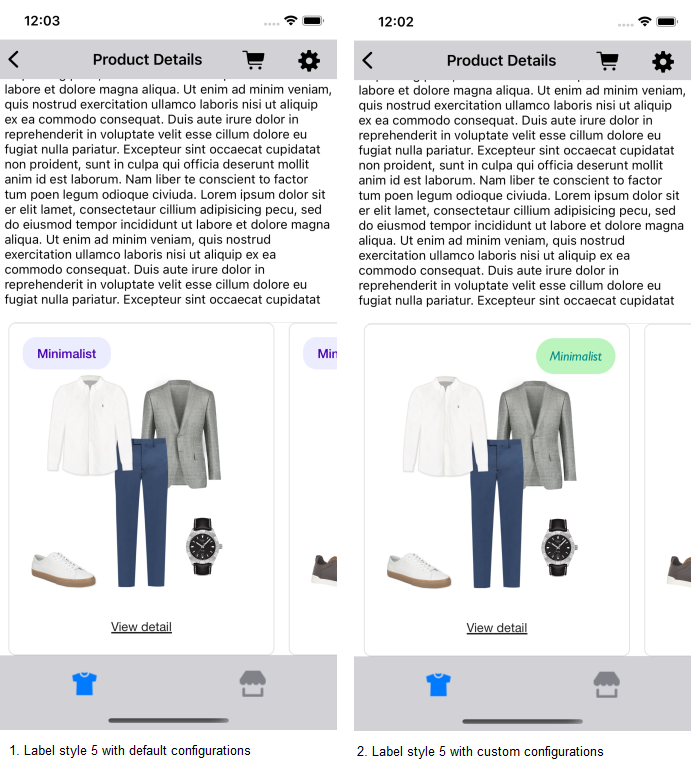 12:03
Product Details
labore et dolore magna aliqua. Ut enim ad minim veniam,
quis nostrud exercitation ullamco laboris nisi ut aliquip
ex ea commodo consequat. Duis aute irure dolor in
reprehenderit in voluptate velit esse cillum dolore eu
fugiat nulla pariatur. Excepteur sint occaecat cupidatat
non proident, sunt in culpa qui officia deserunt mollit
anim id est laborum. Nam liber te conscient to factor
tum poen legum odioque civiuda. Lorem ipsum dolor sit
er elit lamet, consectetaur cillium adipisicing pecu, sed
do eiusmod tempor incididunt ut labore et dolore magna
aliqua. Ut enim ad minim veniam, quis nostrud
exercitation ullamco laboris nisi ut aliquip ex ea
commodo consequat. Duis aute irure dolor in
reprehenderit in voluptate velit esse cillum dolore eu
fugiat nulla pariatur. Excepteur sint occaecat cupidatat
Minimalist
Min
View detail
1. Label style 5 with default configurations
12:02
Product Details
labore et dolore magna aliqua. Ut enim ad minim veniam,
quis nostrud exercitation ullamco laboris nisi ut aliquip
ex ea commodo consequat. Duis aute irure dolor in
reprehenderit in voluptate velit esse cillum dolore eu
fugiat nulla pariatur. Excepteur sint occaecat cupidatat
non proident, sunt in culpa qui officia deserunt mollit
anim id est laborum. Nam liber te conscient to factor
tum poen legum odioque civiuda. Lorem ipsum dolor sit
er elit lamet, consectetaur cillium adipisicing pecu, sed
do eiusmod tempor incididunt ut labore et dolore magna
aliqua. Ut enim ad minim veniam, quis nostrud
exercitation ullamco laboris nisi ut aliquip ex ea
commodo consequat. Duis aute irure dolor in
reprehenderit in voluptate velit esse cillum dolore eu
fugiat nulla pariatur. Excepteur sint occaecat cupidatat
Minimalist
View detail
2. Label style 5 with custom configurations